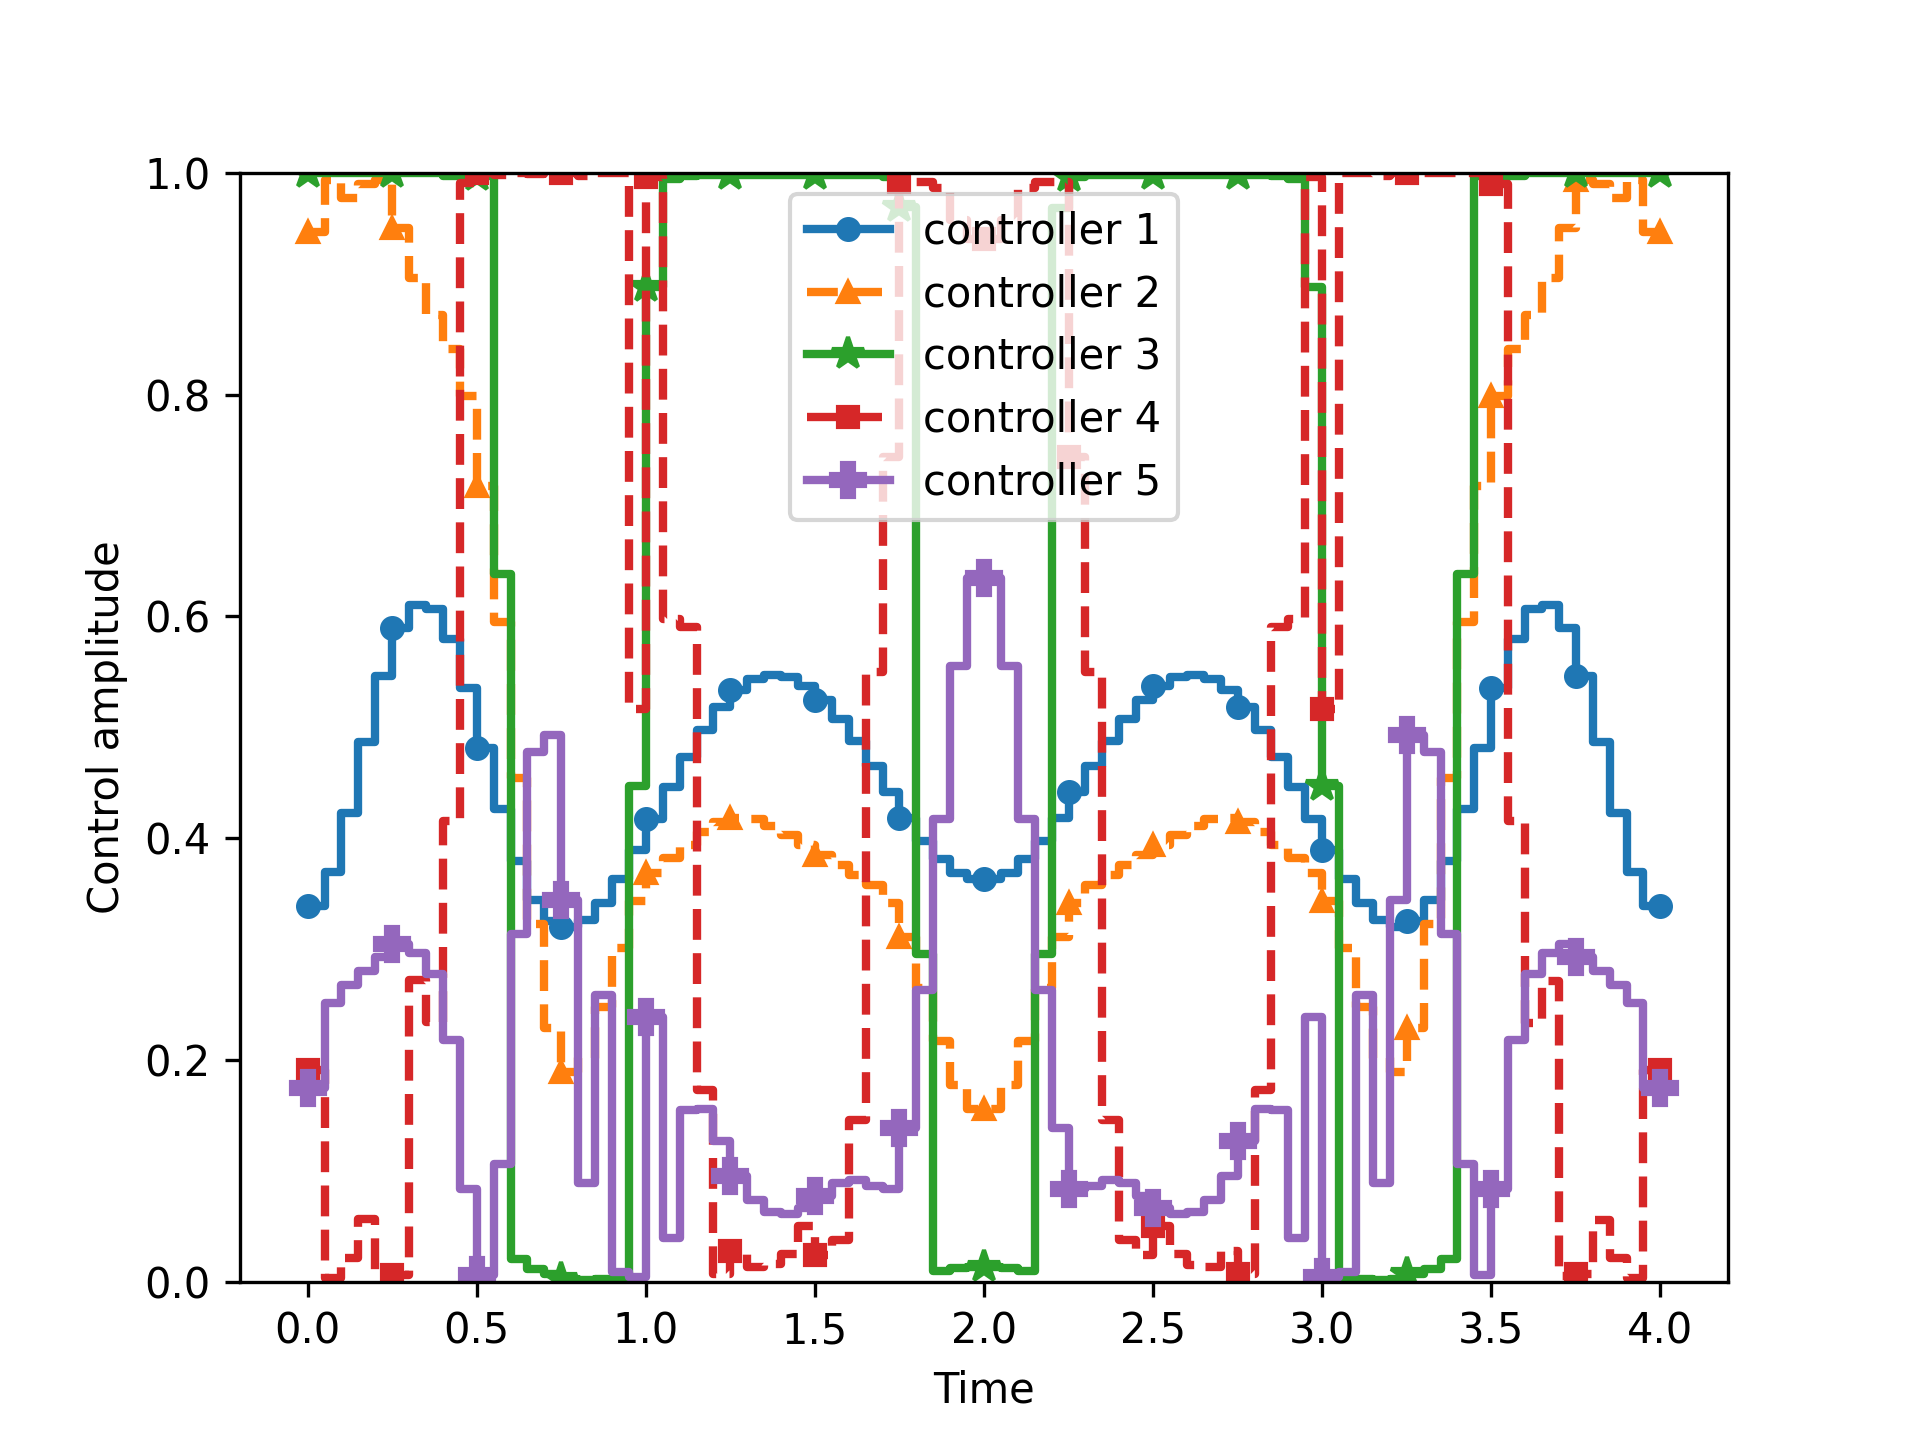 1.0
0.8
0.6
0.4
0.2
0.0
Control amplitude
controller 1
controller 2
controller 3
controller 4
controller 5
0.0 0.5 1.0 1.5 2.0 2.5 3.0 3.5 4.0
Time